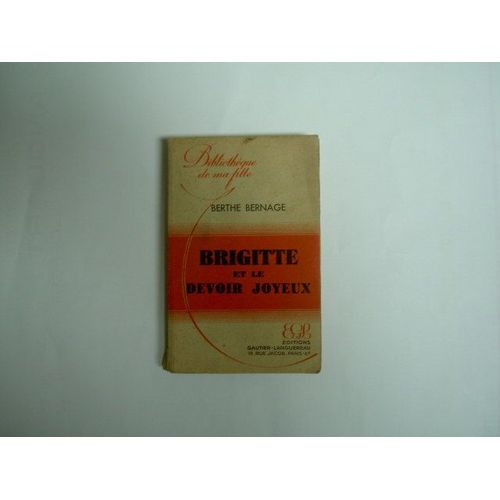 Bibliothèque
de ma fille
BERTHE BERNAGE
BRIGITTE
ET LE
DEVOIR JOYEUX
EGL
EDITIONS
GAUTIER-LANGUEREAU
18, RUE JACOB, PARIS-6ᵉ